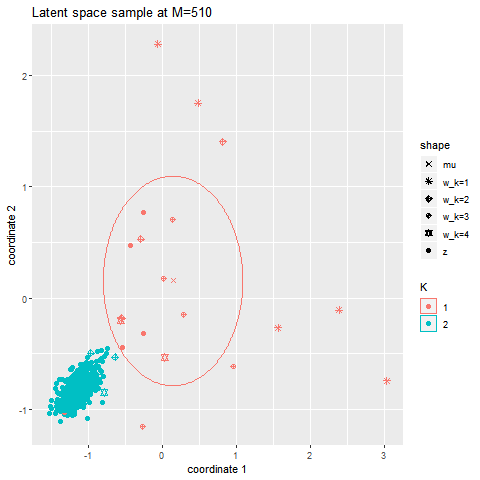 Latent space sample at M=510
2
1
0
-1
coordinate 2
-1
0
1
2
3
coordinate 1
shape
mu
w_k=1
w_k=2
w_k=3
w_k=4
z
K
1
2